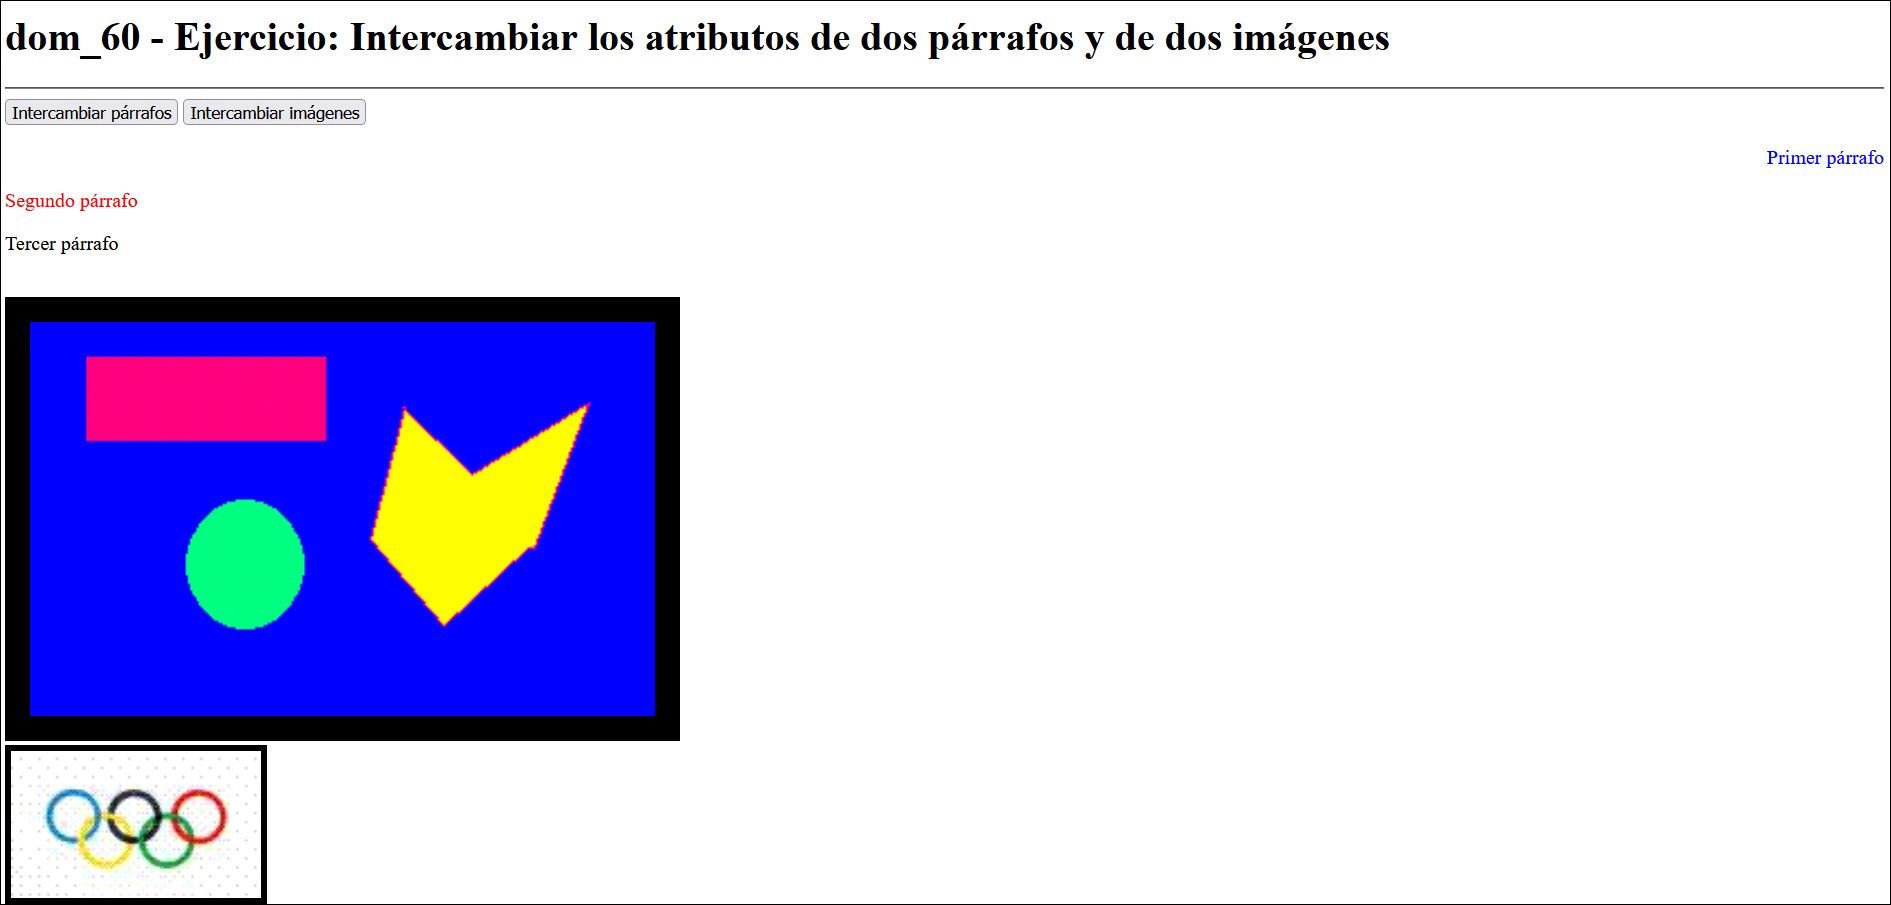 dom_60 - Ejercicio: Intercambiar los atributos de dos párrafos y de dos imágenes
Intercambiar párrafos Intercambiar imágenes
Primer párrafo
Segundo párrafo
Tercer párrafo